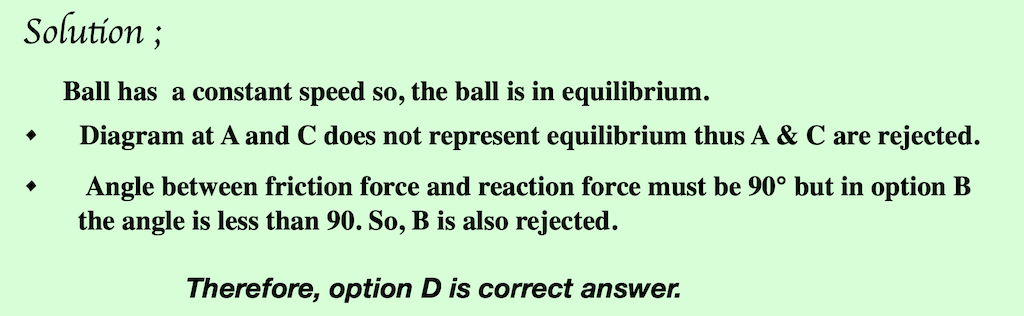 Solution ;
Ball has a constant speed so, the ball is in equilibrium.
◆ Diagram at A and C does not represent equilibrium thus A & C are rejected.
◆ Angle between friction force and reaction force must be 90° but in option B
the angle is less than 90. So, B is also rejected.
Therefore, option D is correct answer.